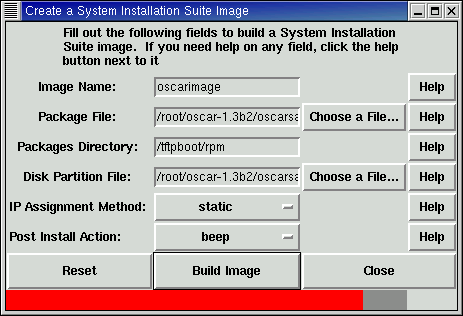 Create a System Installation Suite Image
Fill out the following fields to build a System Installation
Suite image. If you need help on any field, click the help
button next to it
Image Name: oscarimage Help
Package File: /root/oscar-1.3b2/oscarsa Choose a File... Help
Packages Directory: /tftpboot/rpm Help
Disk Partition File: /root/oscar-1.3b2/oscarsa Choose a File... Help
IP Assignment Method: static Help
Post Install Action: beep Help
Reset Build Image Close